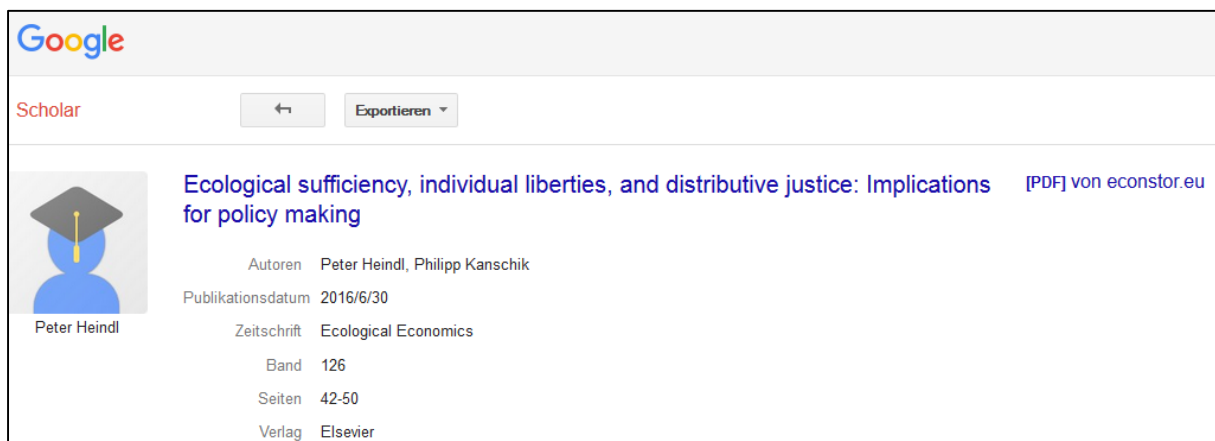 Google
Scholar
Exportieren
Ecological sufficiency, individual liberties, and distributive justice: Implications
for policy making
[PDF] von econstor.eu
Autoren Peter Heindl, Philipp Kanschik
Publikationsdatum 2016/6/30
Peter Heindl
Zeitschrift Ecological Economics
Band 126
Seiten 42-50
Verlag Elsevier